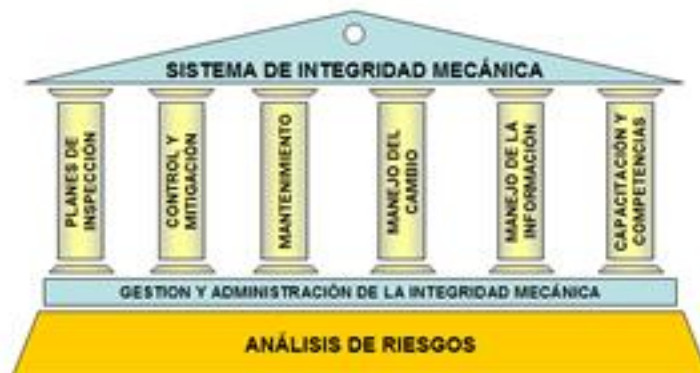 SISTEMA DE INTEGRIDAD MECÁNICA
PLANES DE
INSPECCIÓN
CONTROL Y
MITIGACIÓN
MANTENIMIENTO
MANEJO DEL
CAMBIO
MANEJO DE LA
INFORMACIÓN
CAPACITACIÓN Y
COMPETENCIAS
GESTION Y ADMINISTRACIÓN DE LA INTEGRIDAD MECÁNICA
ANÁLISIS DE RIESGOS